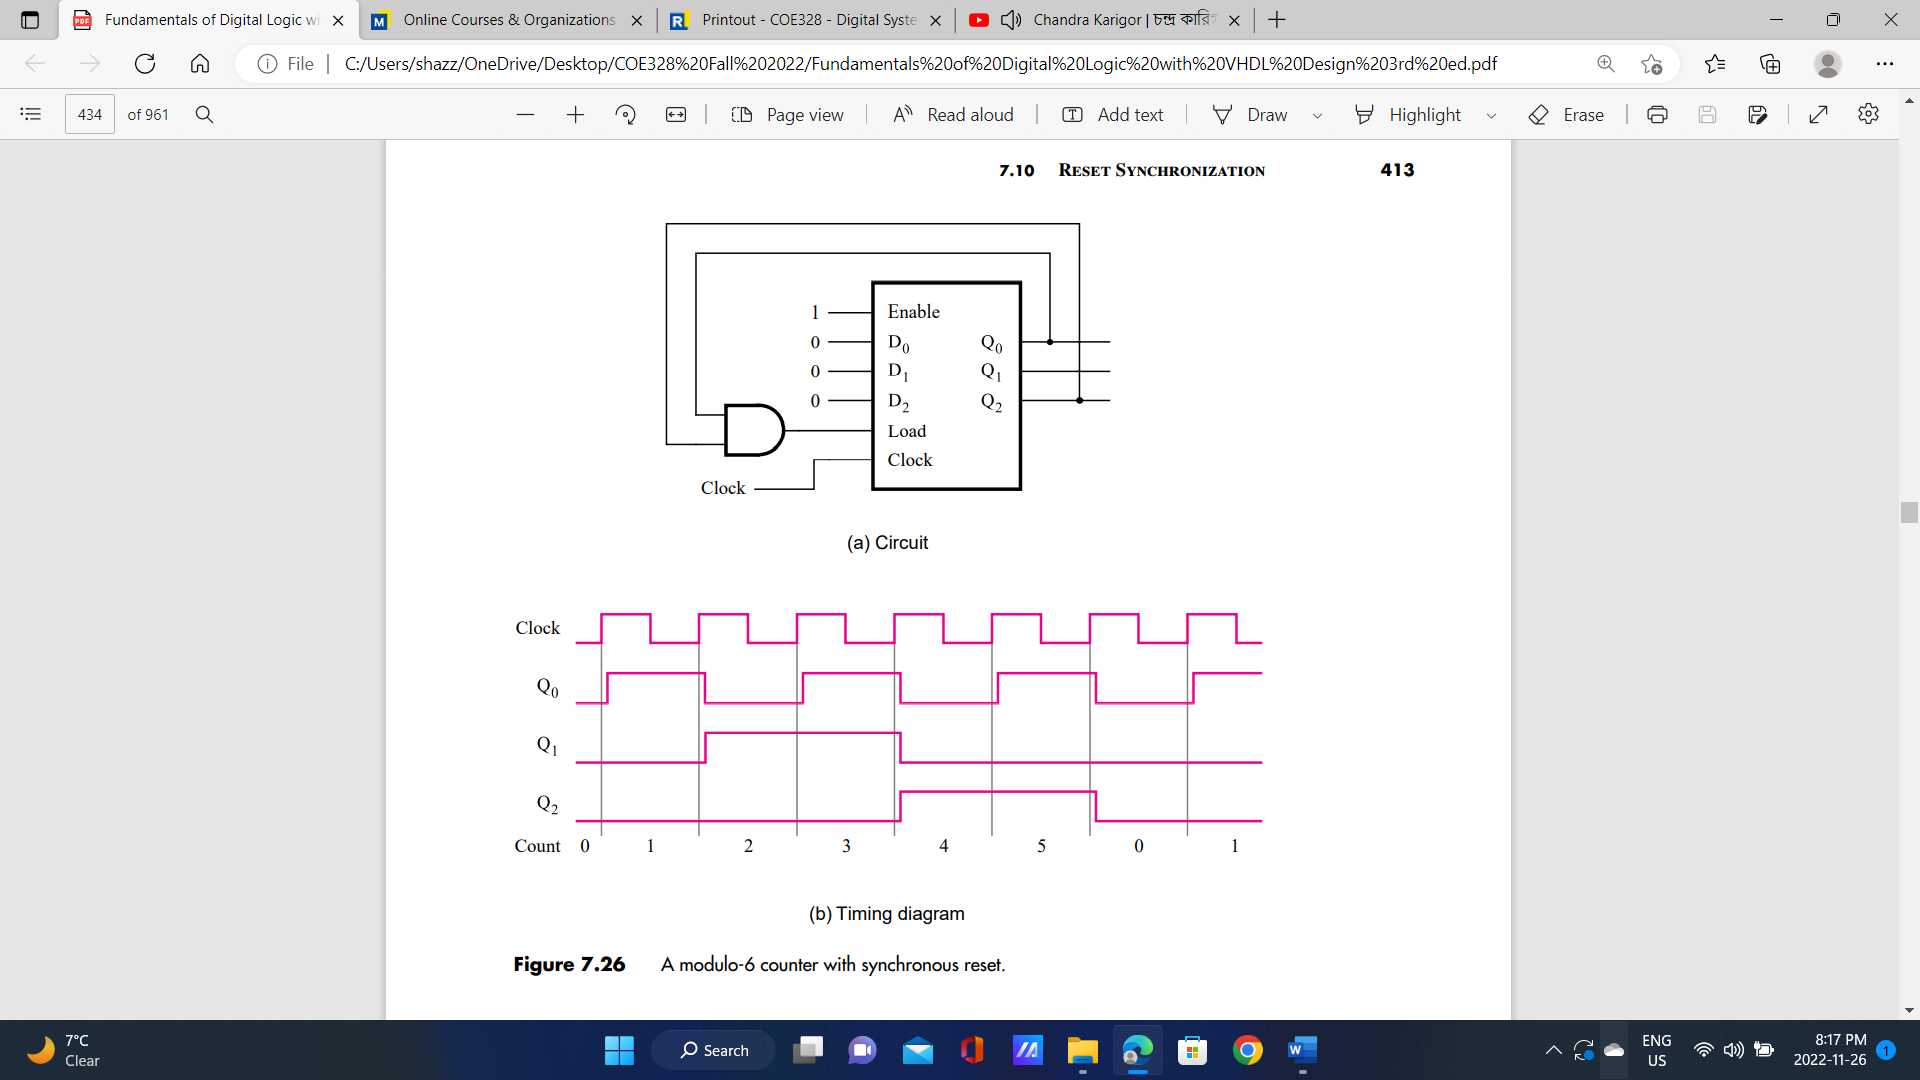 Fundamentals of Digital Logic wi
Online Courses & Organizations
Printout - COE328 - Digital Syste
Chandra Karigor | চন্দ্র কারিগ
File
C:/Users/shazz/OneDrive/Desktop/COE328%20Fall%202022/Fundamentals%20of%20Digital%20Logic%20with%20VHDL%20Design%203rd%20ed.pdf
434 of 961
Page view
Read aloud
Add text
Draw
Highlight
Erase
7.10 RESET SYNCHRONIZATION 413
1 Enable
0 D0 Q0
0 D1 Q1
0 D2 Q2
Load
Clock
Clock
(a) Circuit
Clock
Q0
Q1
Q2
Count 0 1 2 3 4 5 0 1
(b) Timing diagram
Figure 7.26 A modulo-6 counter with synchronous reset.
7°C
Clear
Search
ENG
US
8:17 PM
2022-11-26
1